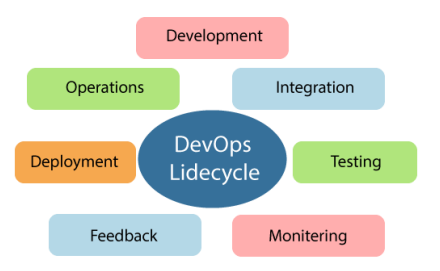 Development
Operations
Integration
DevOps
Lidecycle
Deployment
Testing
Feedback
Monitering